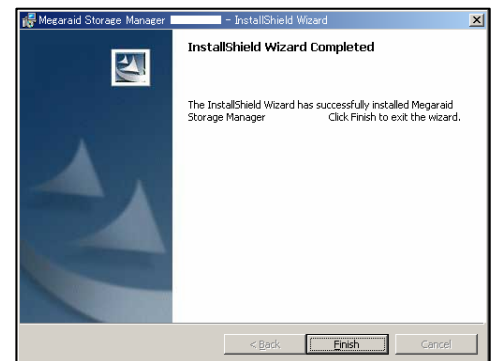 Megaraid Storage Manager - InstallShield Wizard
InstallShield Wizard Completed
The InstallShield Wizard has successfully installed Megaraid
Storage Manager Click Finish to exit the wizard.
< Back Finish Cancel